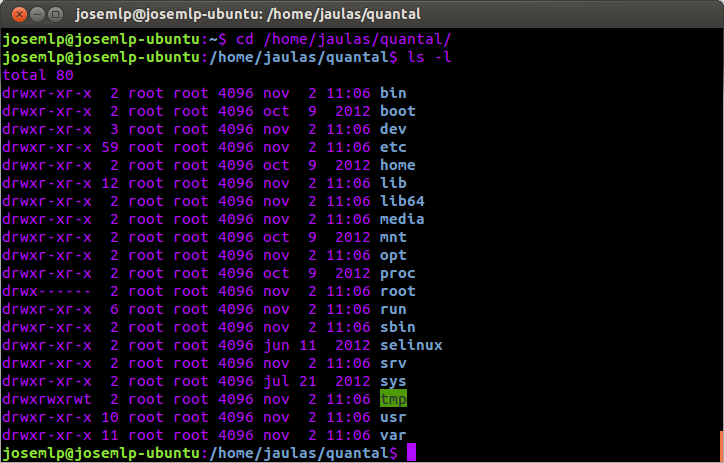 josemlp@josemlp-ubuntu: /home/jaulas/quantal
josemlp@josemlp-ubuntu:~$ cd /home/jaulas/quantal/
josemlp@josemlp-ubuntu:/home/jaulas/quantal$ ls -l
total 80
drwxr-xr-x  2 root root 4096 nov  2 11:06 bin
drwxr-xr-x  2 root root 4096 oct  9  2012 boot
drwxr-xr-x  3 root root 4096 nov  2 11:06 dev
drwxr-xr-x 59 root root 4096 nov  2 11:06 etc
drwxr-xr-x  2 root root 4096 oct  9  2012 home
drwxr-xr-x 12 root root 4096 nov  2 11:06 lib
drwxr-xr-x  2 root root 4096 nov  2 11:06 lib64
drwxr-xr-x  2 root root 4096 nov  2 11:06 media
drwxr-xr-x  2 root root 4096 oct  9  2012 mnt
drwxr-xr-x  2 root root 4096 nov  2 11:06 opt
drwxr-xr-x  2 root root 4096 oct  9  2012 proc
drwx------  2 root root 4096 nov  2 11:06 root
drwxr-xr-x  6 root root 4096 nov  2 11:06 run
drwxr-xr-x  2 root root 4096 nov  2 11:06 sbin
drwxr-xr-x  2 root root 4096 jun 11  2012 selinux
drwxr-xr-x  2 root root 4096 nov  2 11:06 srv
drwxr-xr-x  2 root root 4096 jul 21  2012 sys
drwxrwxrwt  2 root root 4096 nov  2 11:06 tmp
drwxr-xr-x 10 root root 4096 nov  2 11:06 usr
drwxr-xr-x 11 root root 4096 nov  2 11:06 var
josemlp@josemlp-ubuntu:/home/jaulas/quantal$